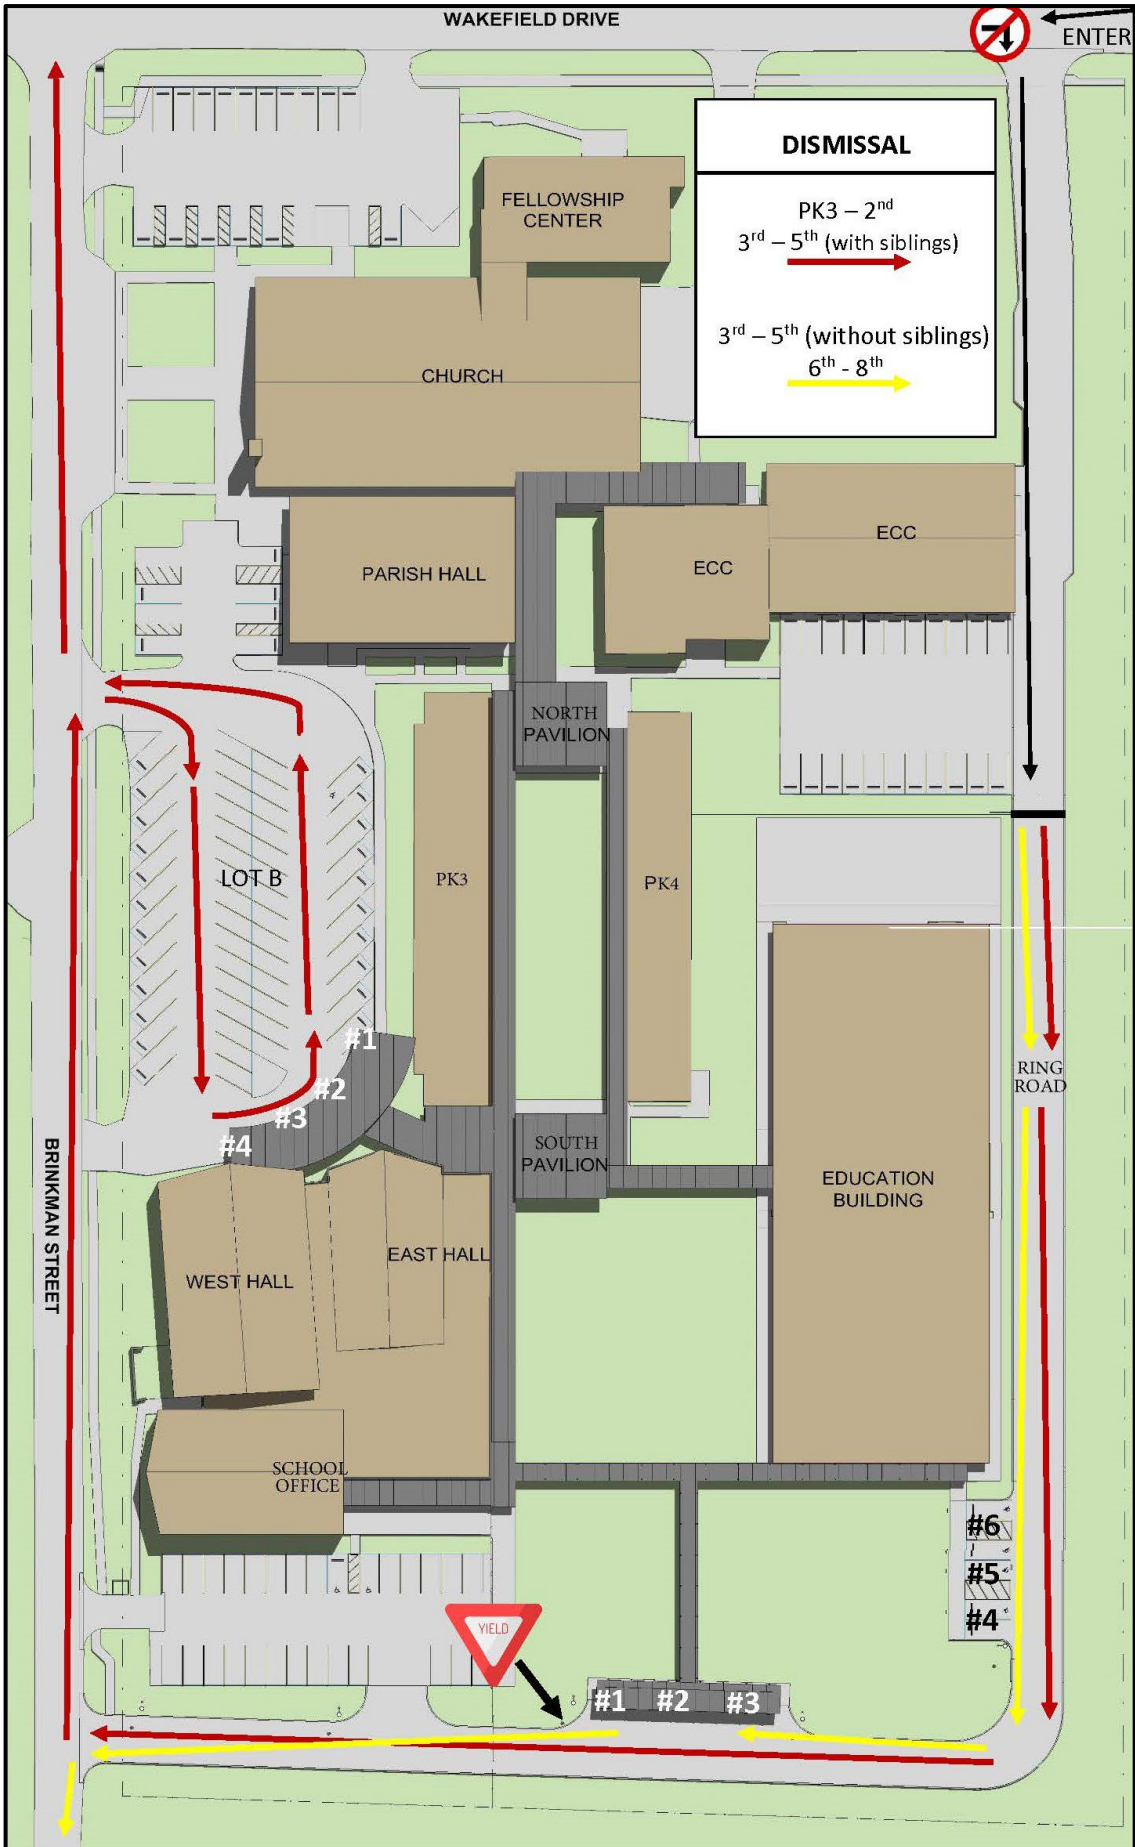 WAKEFIELD DRIVE
ENTER
DISMISSAL
PK3 – 2nd
3rd – 5th (with siblings)
3rd – 5th (without siblings)
6th - 8th
FELLOWSHIP
CENTER
CHURCH
PARISH HALL
ECC
ECC
NORTH
PAVILION
LOT B
PK3
PK4
#1
#2
#3
#4
RING
ROAD
SOUTH
PAVILION
EDUCATION
BUILDING
BRINKMAN STREET
EAST HALL
WEST HALL
SCHOOL
OFFICE
#6
#5
#4
YIELD
#1
#2
#3